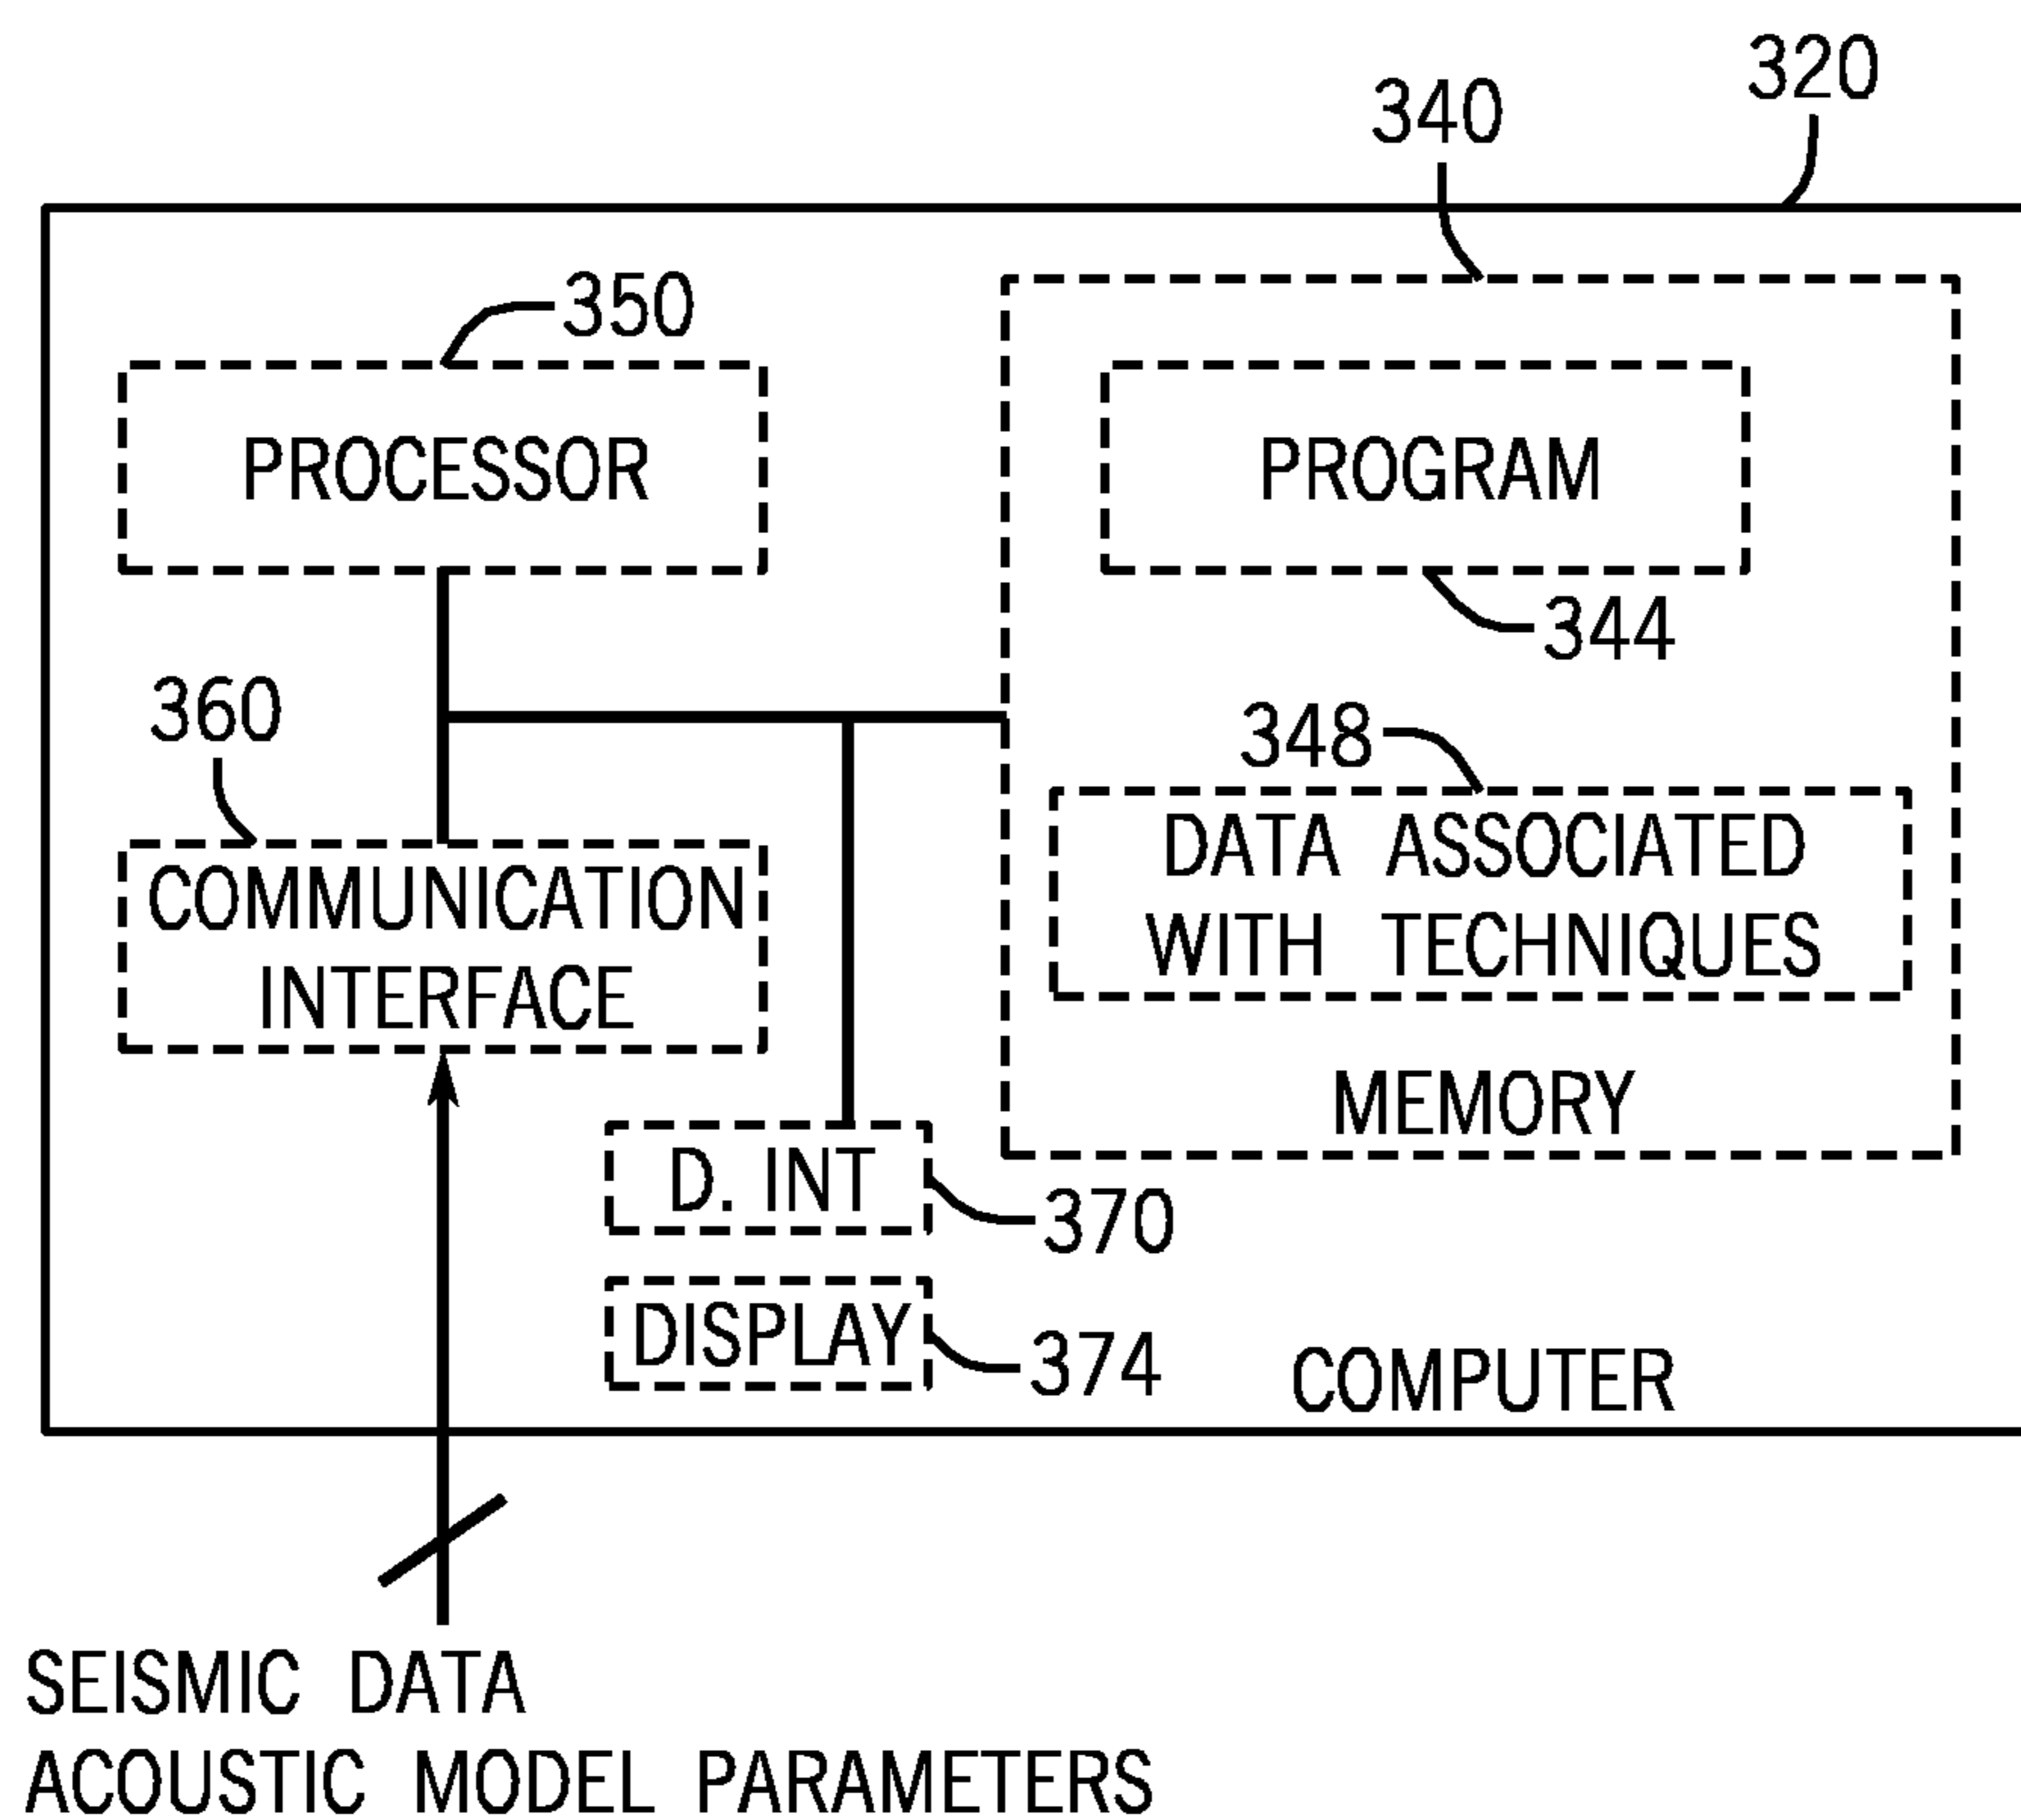 320
340
350
PROCESSOR
PROGRAM
344
360
348
DATA ASSOCIATED
WITH TECHNIQUES
COMMUNICATION
INTERFACE
MEMORY
D. INT
370
DISPLAY
374
COMPUTER
SEISMIC DATA
ACOUSTIC MODEL PARAMETERS